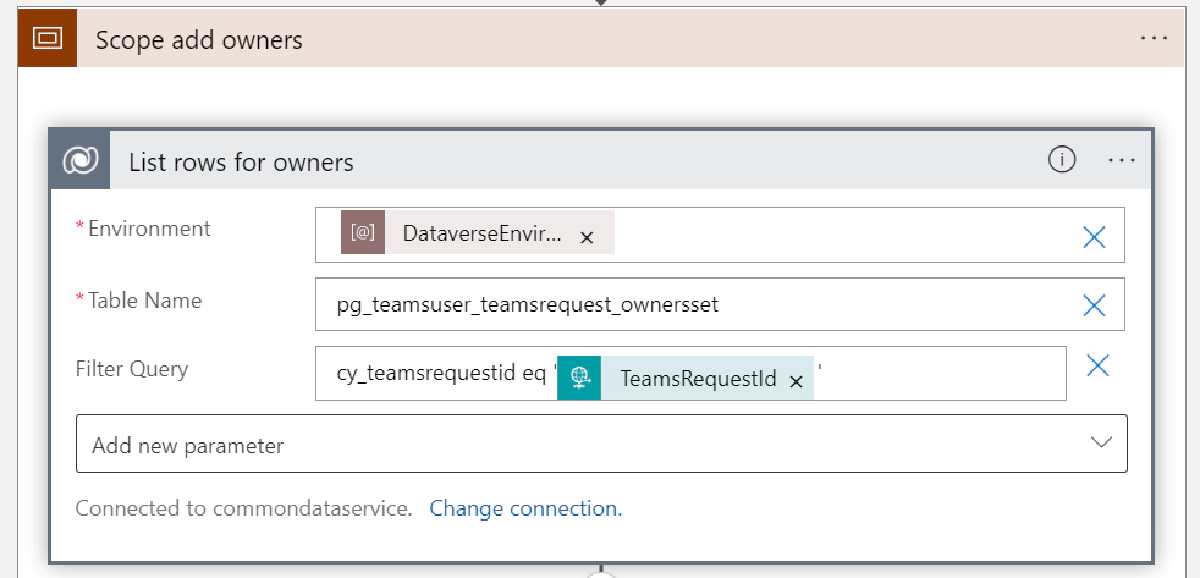 Scope add owners
List rows for owners
* Environment
[@] DataverseEnvir... ×
* Table Name
pg_teamsuser_teamsrequest_ownersset
Filter Query
cy_teamsrequestid eq ' TeamsRequestId × '
Add new parameter
Connected to commondataservice. Change connection.